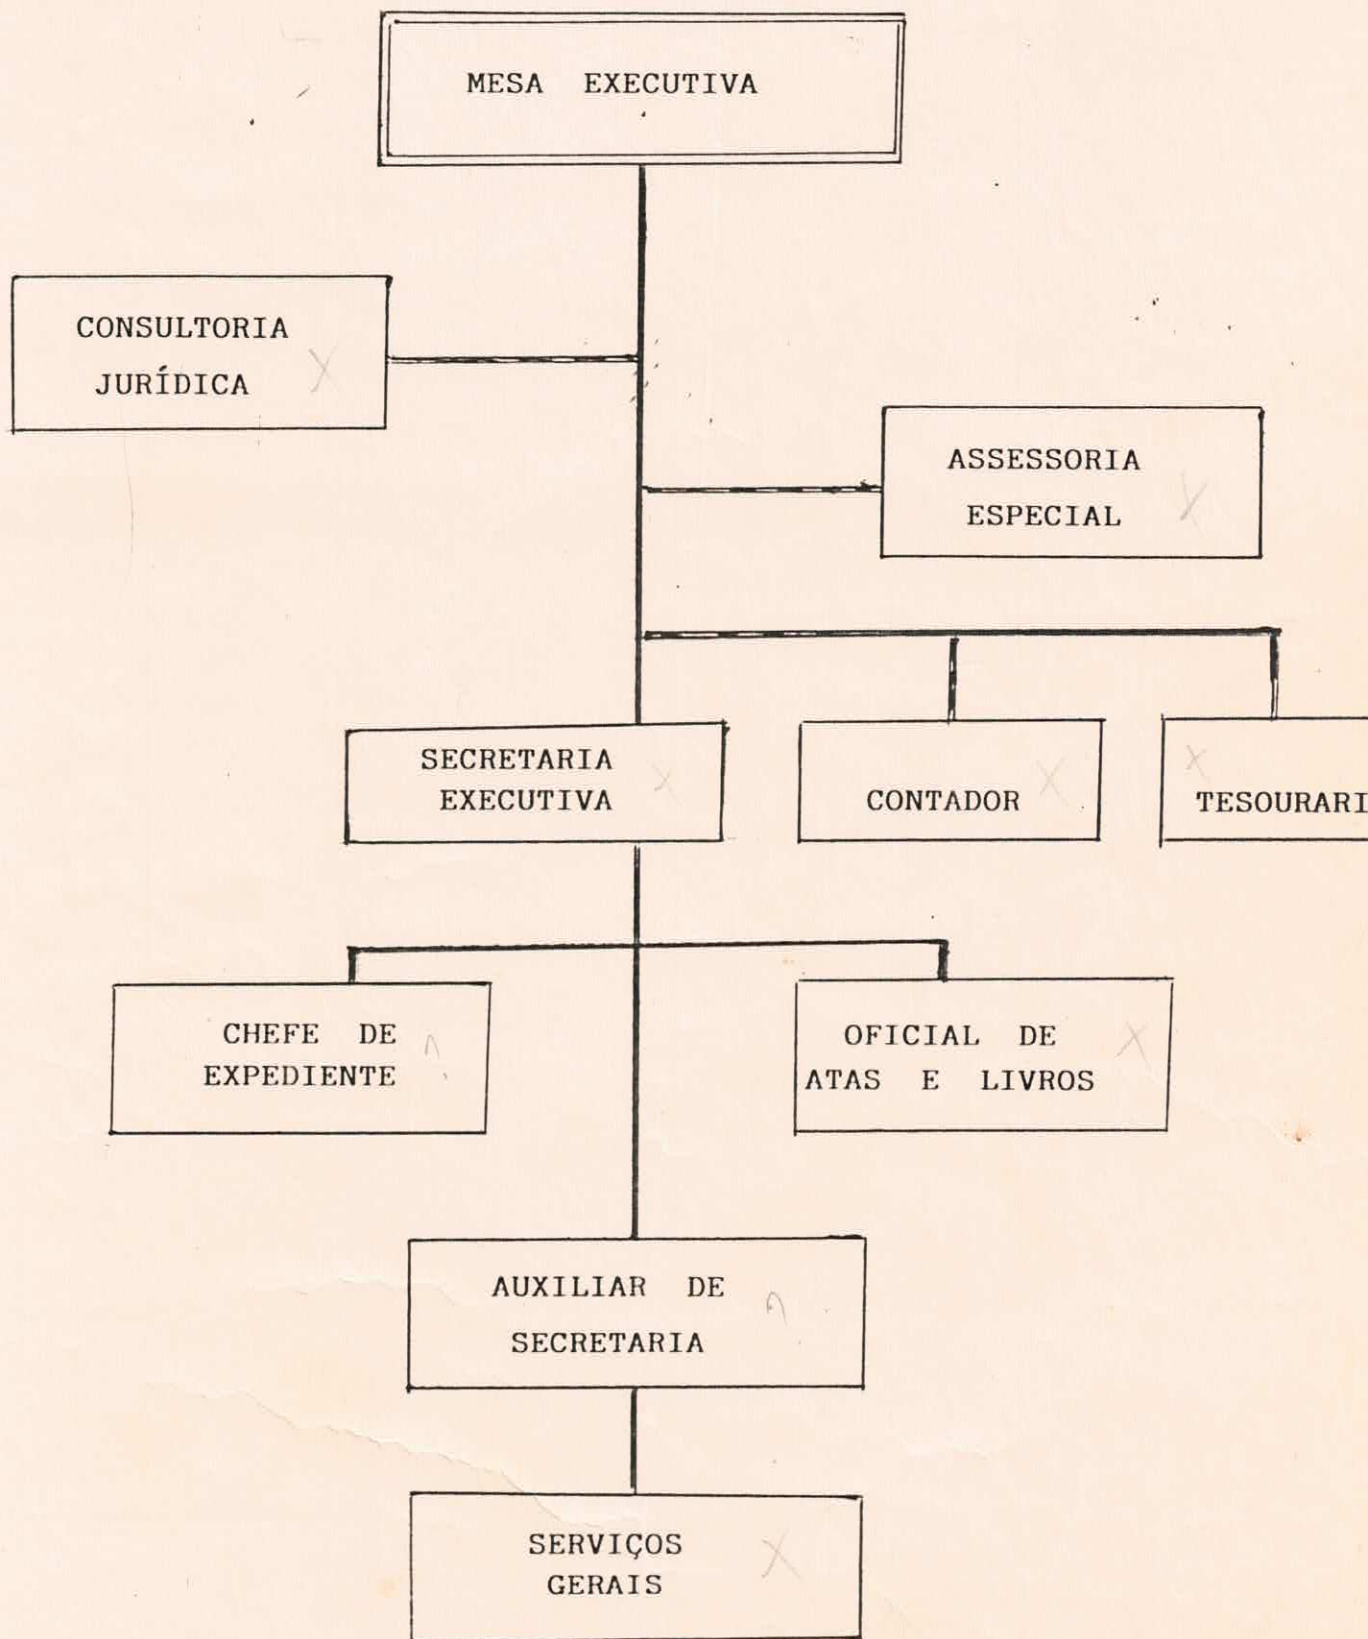 MESA EXECUTIVA
CONSULTORIA
JURÍDICA X
ASSESSORIA
ESPECIAL X
SECRETARIA
EXECUTIVA X
CONTADOR X
X
TESOURARI
CHEFE DE
EXPEDIENTE
OFICIAL DE X
ATAS E LIVROS
AUXILIAR DE
SECRETARIA
SERVIÇOS X
GERAIS